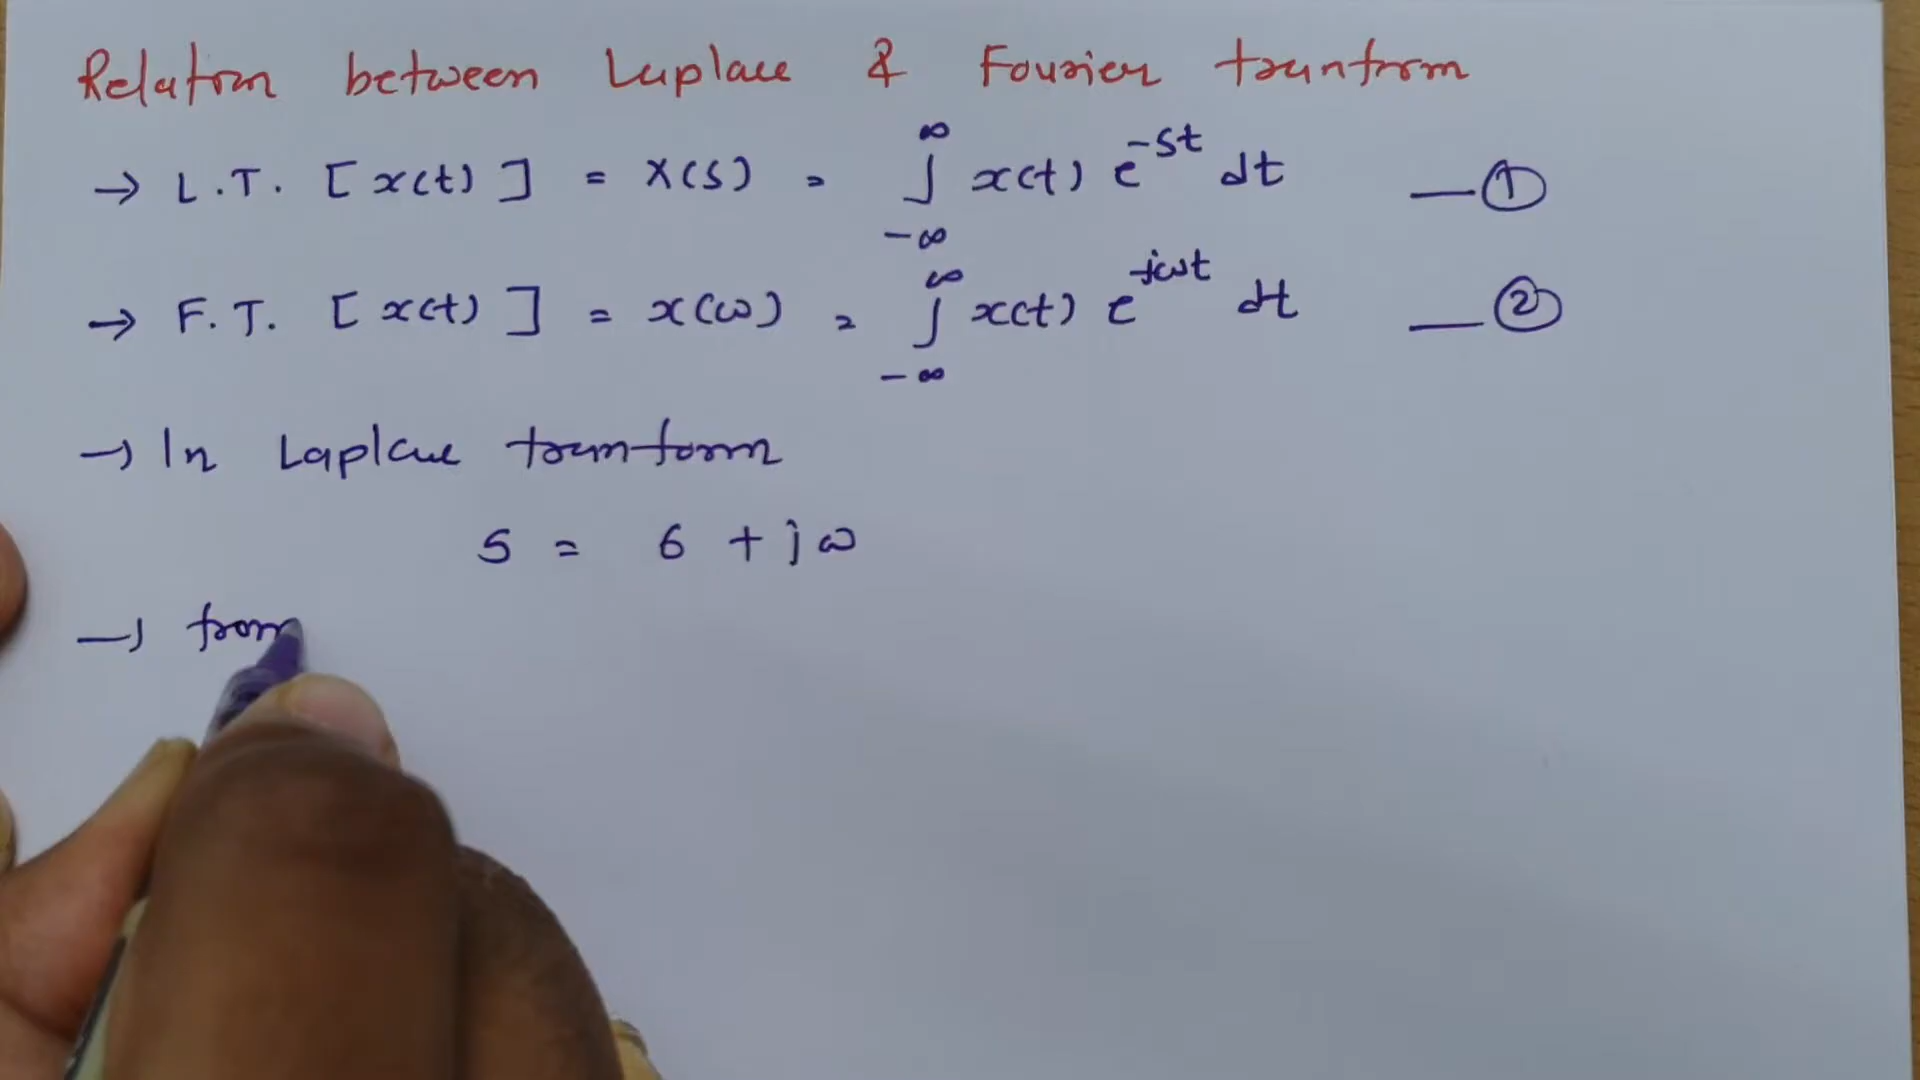 Relation between Laplace & Fourier transform
→ L.T. [x(t)] = X(s) = ∫_{-∞}^{∞} x(t) e^{-st} dt —①
→ F.T. [x(t)] = x(ω) = ∫_{-∞}^{∞} x(t) e^{-jωt} dt —②
→ In Laplace transform
s = σ + jω
→ from